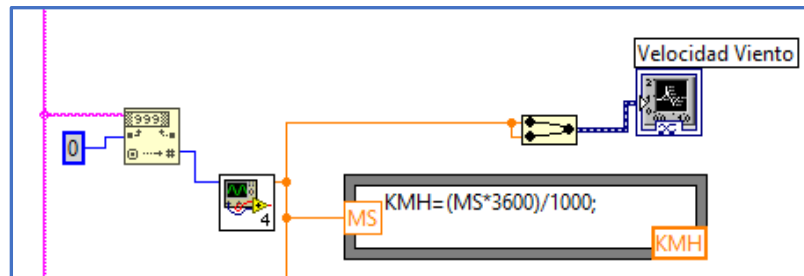 Velocidad Viento
999
0
4
KMH=(MS*3600)/1000;
MS
KMH